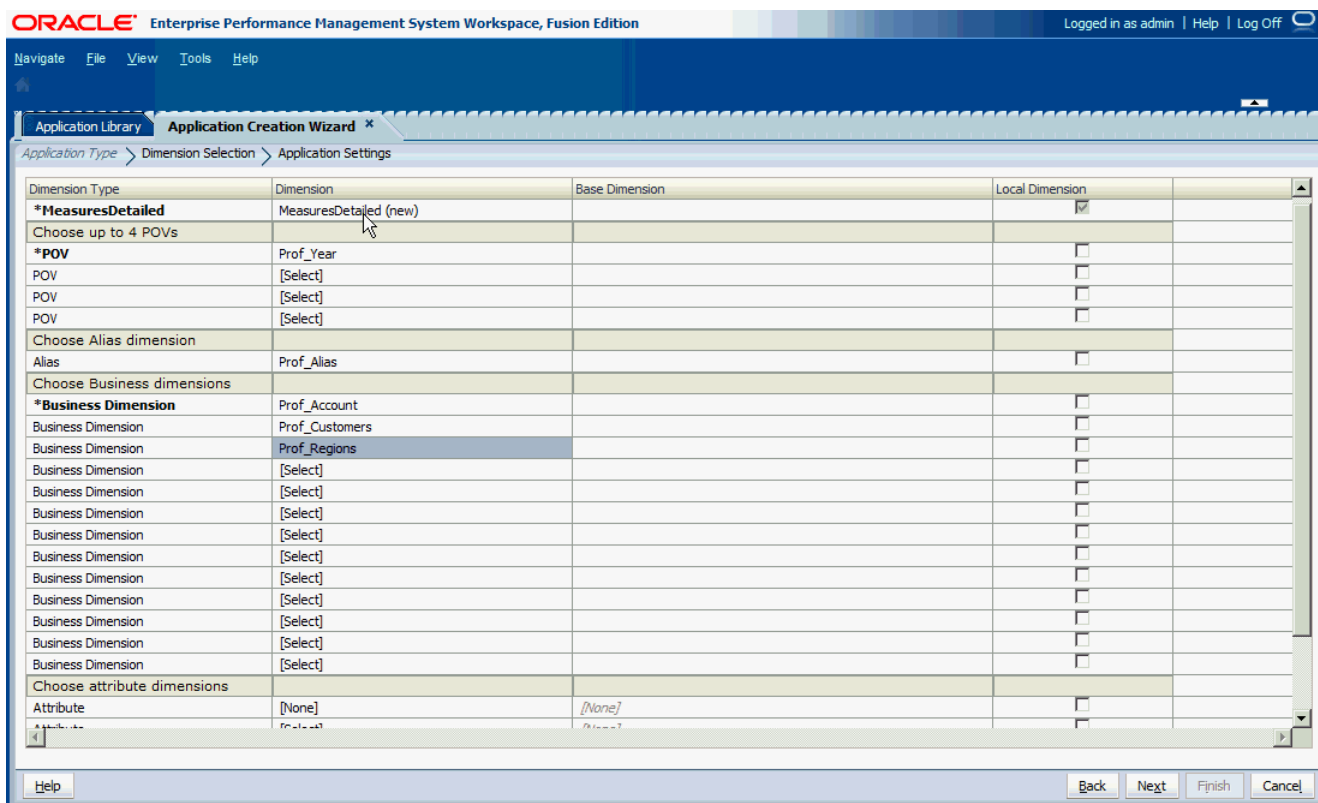 ORACLE® Enterprise Performance Management System Workspace, Fusion Edition Logged in as admin | Help | Log Off
Navigate File View Tools Help
Application Library Application Creation Wizard ×
Application Type > Dimension Selection > Application Settings
Dimension Type Dimension Base Dimension Local Dimension
*MeasuresDetailed MeasuresDetailed (new)
Choose up to 4 POVs
*POV Prof_Year
POV [Select]
POV [Select]
POV [Select]
Choose Alias dimension
Alias Prof_Alias
Choose Business dimensions
*Business Dimension Prof_Account
Business Dimension Prof_Customers
Business Dimension Prof_Regions
Business Dimension [Select]
Business Dimension [Select]
Business Dimension [Select]
Business Dimension [Select]
Business Dimension [Select]
Business Dimension [Select]
Business Dimension [Select]
Business Dimension [Select]
Business Dimension [Select]
Business Dimension [Select]
Choose attribute dimensions
Attribute [None] [None]
Help Back Next Finish Cancel